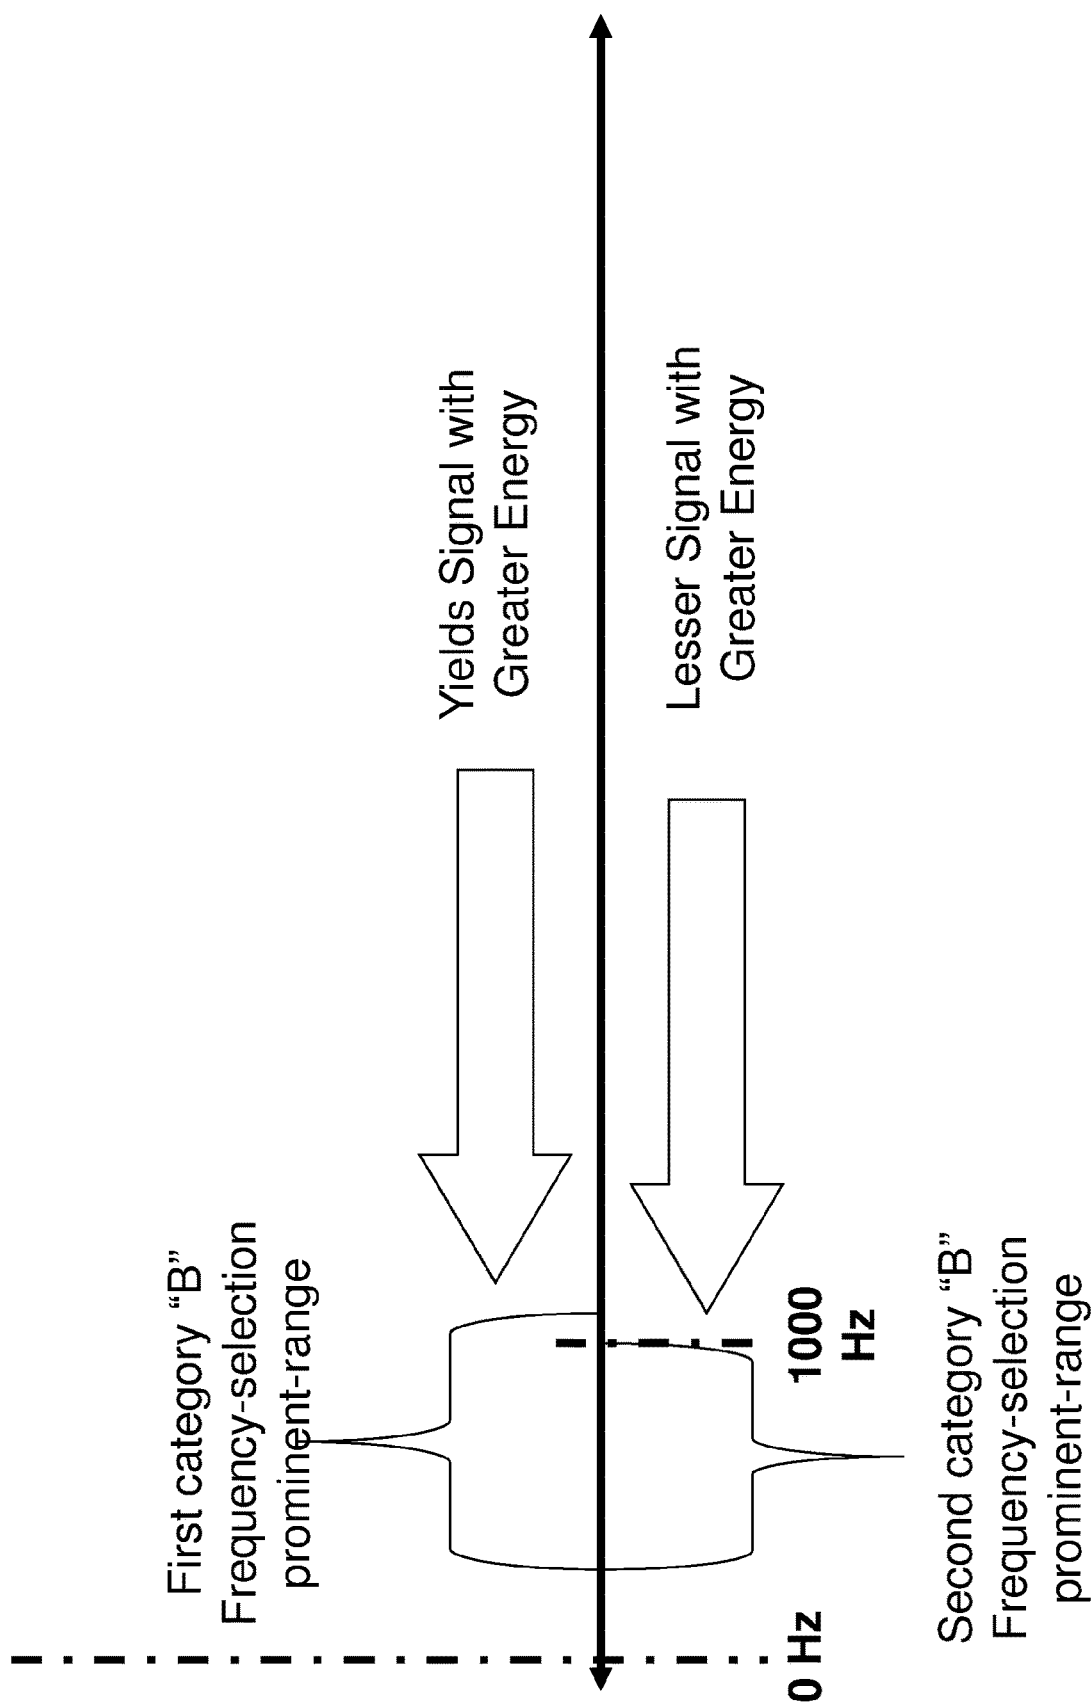 First category “B”
Frequency-selection
prominent-range
Yields Signal with
Greater Energy
Lesser Signal with
Greater Energy
0 Hz
1000
Hz
Second category “B”
Frequency-selection
prominent-range